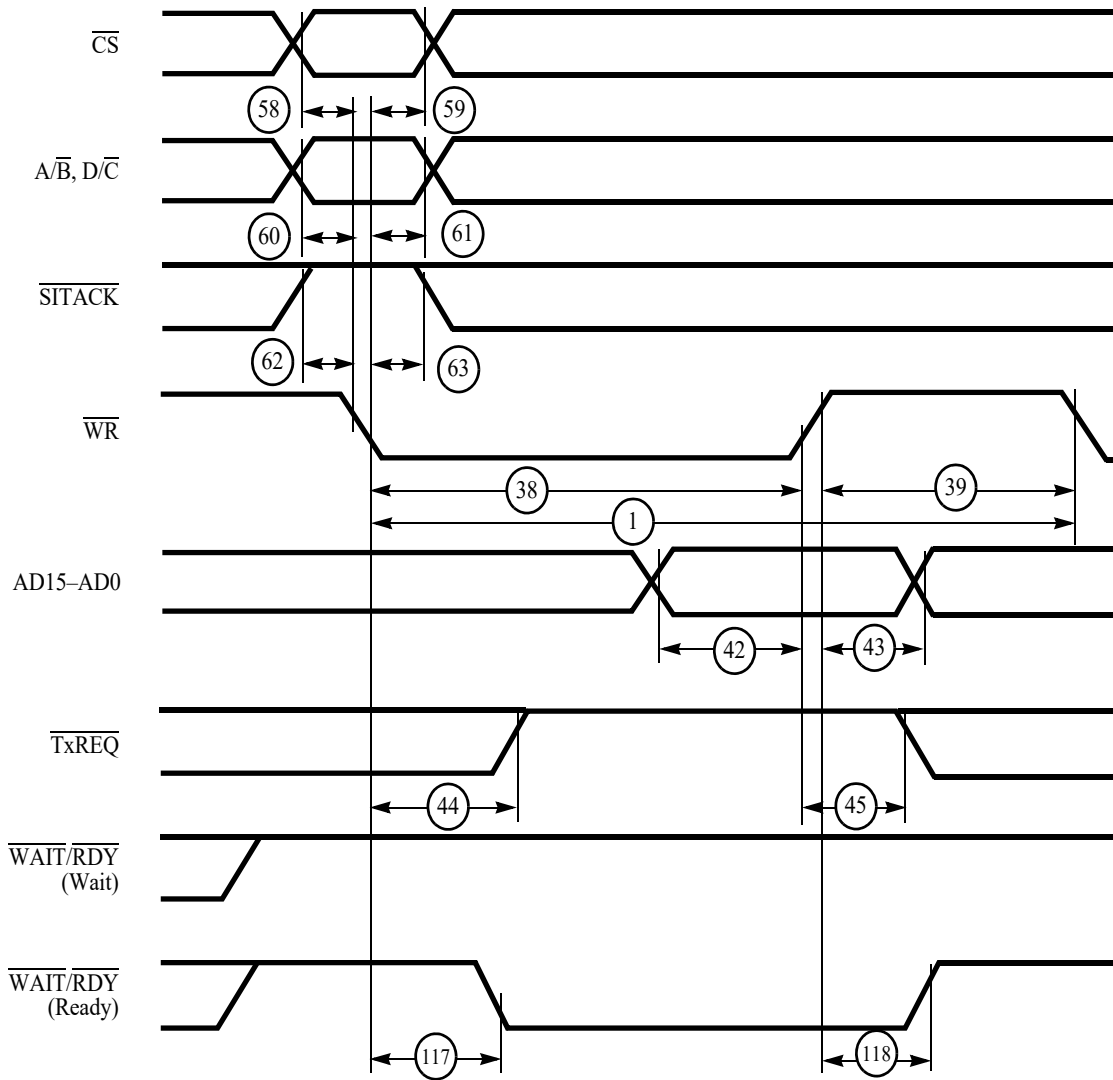 CS
58
59
A/B, D/C
60
61
SITACK
62
63
WR
38
39
1
AD15–AD0
42
43
TxREQ
44
45
WAIT/RDY
(Wait)
WAIT/RDY
(Ready)
117
118